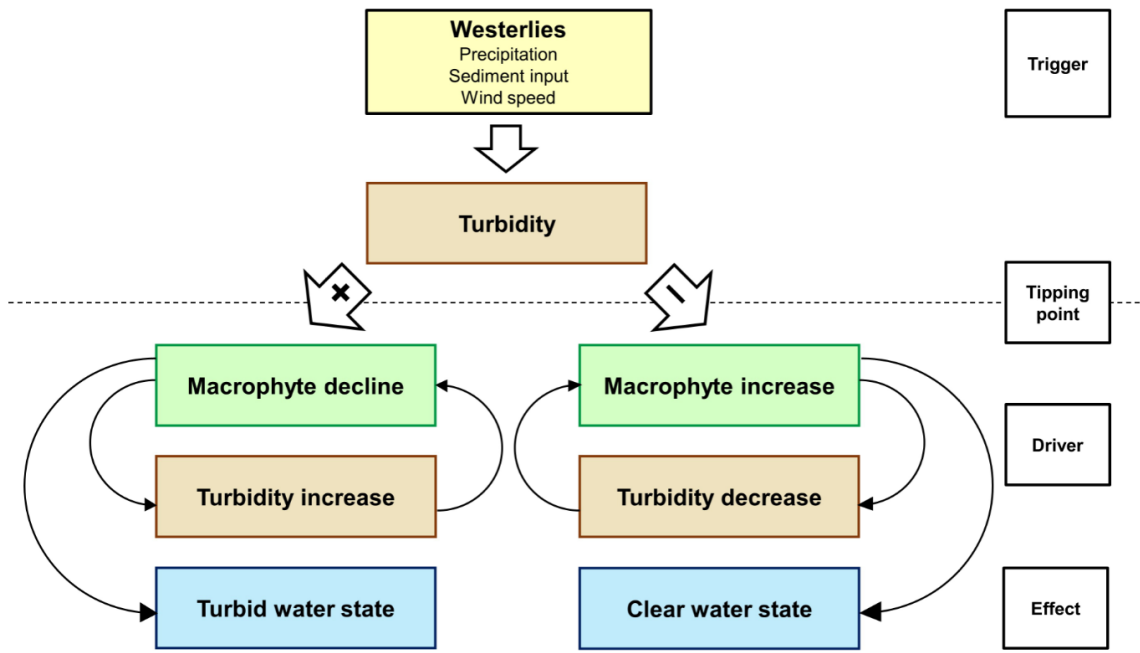 Westerlies
Precipitation
Sediment input
Wind speed
Trigger
Turbidity
+
–
Tipping
point
Macrophyte decline
Macrophyte increase
Driver
Turbidity increase
Turbidity decrease
Turbid water state
Clear water state
Effect